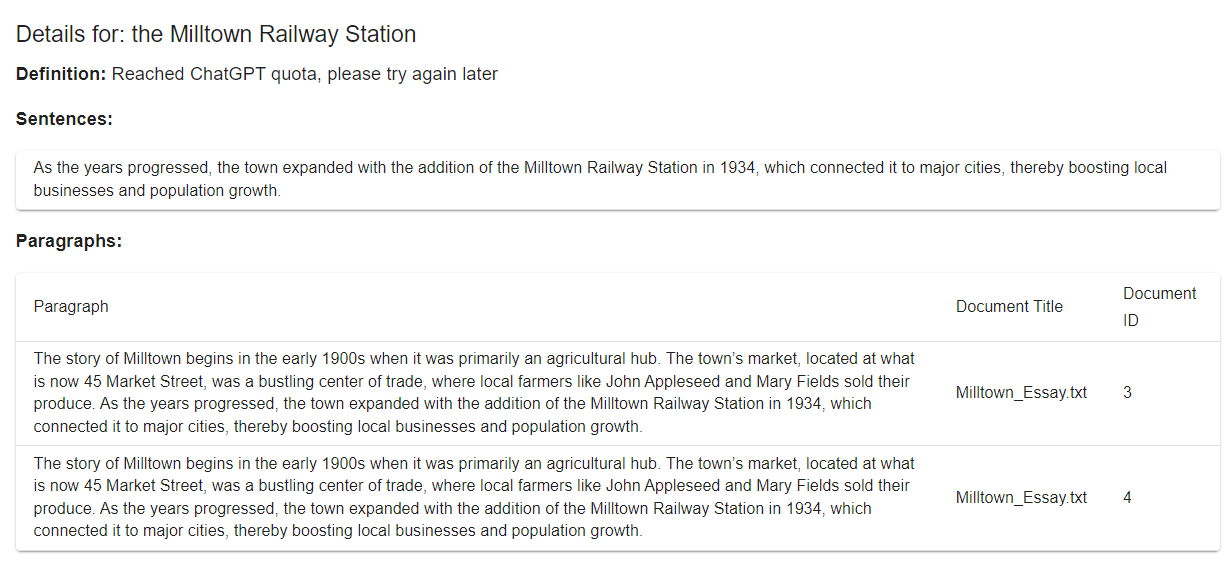 Details for: the Milltown Railway Station
Definition: Reached ChatGPT quota, please try again later
Sentences:
As the years progressed, the town expanded with the addition of the Milltown Railway Station in 1934, which connected it to major cities, thereby boosting local
businesses and population growth.
Paragraphs:
Paragraph
Document Title
Document
ID
The story of Milltown begins in the early 1900s when it was primarily an agricultural hub. The town’s market, located at what
is now 45 Market Street, was a bustling center of trade, where local farmers like John Appleseed and Mary Fields sold their
produce. As the years progressed, the town expanded with the addition of the Milltown Railway Station in 1934, which
connected it to major cities, thereby boosting local businesses and population growth.
Milltown_Essay.txt
3
The story of Milltown begins in the early 1900s when it was primarily an agricultural hub. The town’s market, located at what
is now 45 Market Street, was a bustling center of trade, where local farmers like John Appleseed and Mary Fields sold their
produce. As the years progressed, the town expanded with the addition of the Milltown Railway Station in 1934, which
connected it to major cities, thereby boosting local businesses and population growth.
Milltown_Essay.txt
4